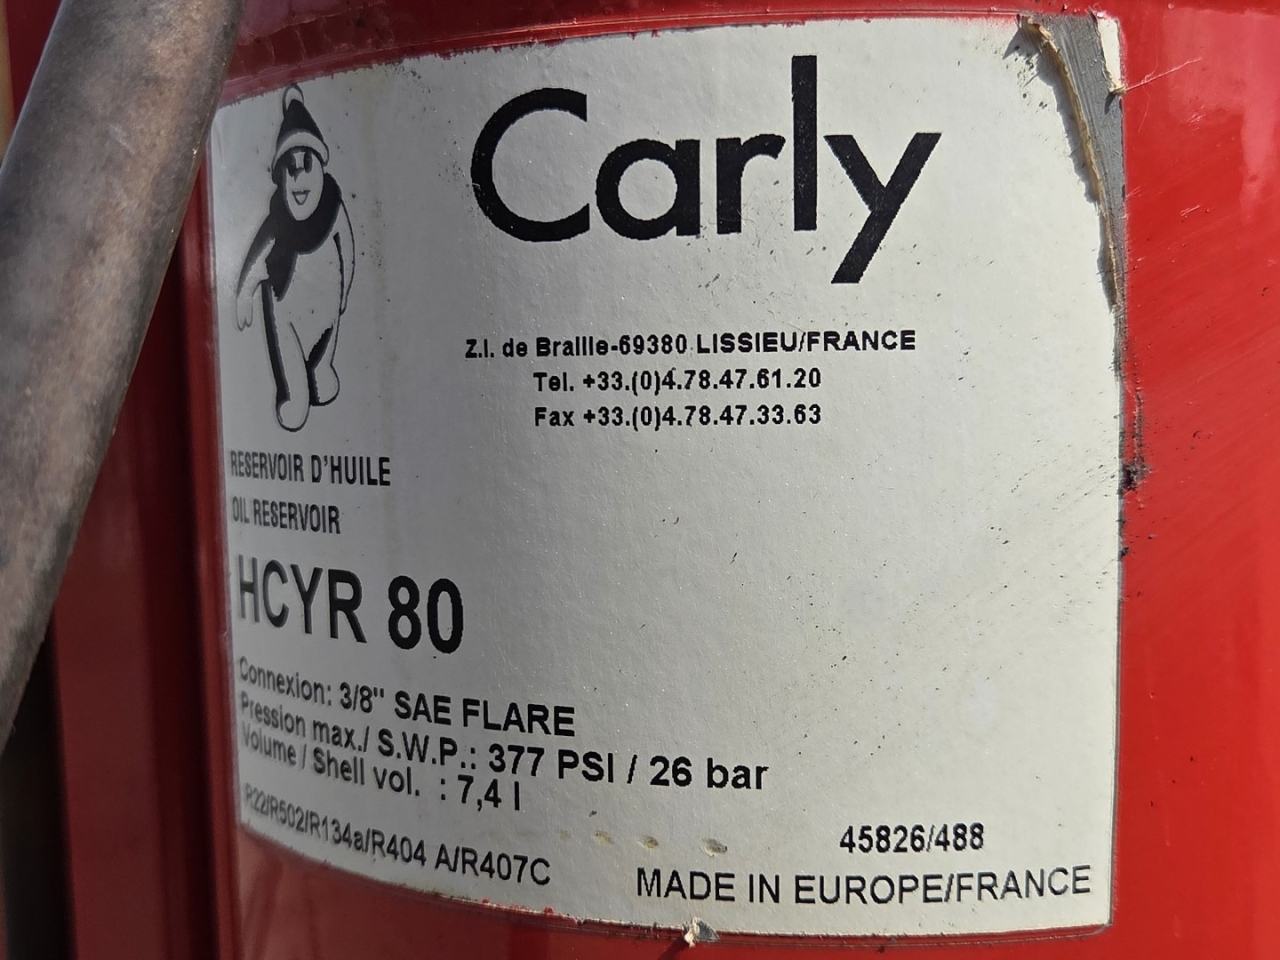 Carly
Z.I. de Braille-69380 LISSIEU/FRANCE
Tel. +33.(0)4.78.47.61.20
Fax +33.(0)4.78.47.33.63
RESERVOIR D'HUILE
OIL RESERVOIR
HCYR 80
Connexion: 3/8" SAE FLARE
Pression max./ S.W.P.: 377 PSI / 26 bar
Volume / Shell vol. : 7,4 l
R22/R502/R134a/R404 A/R407C
45826/488
MADE IN EUROPE/FRANCE